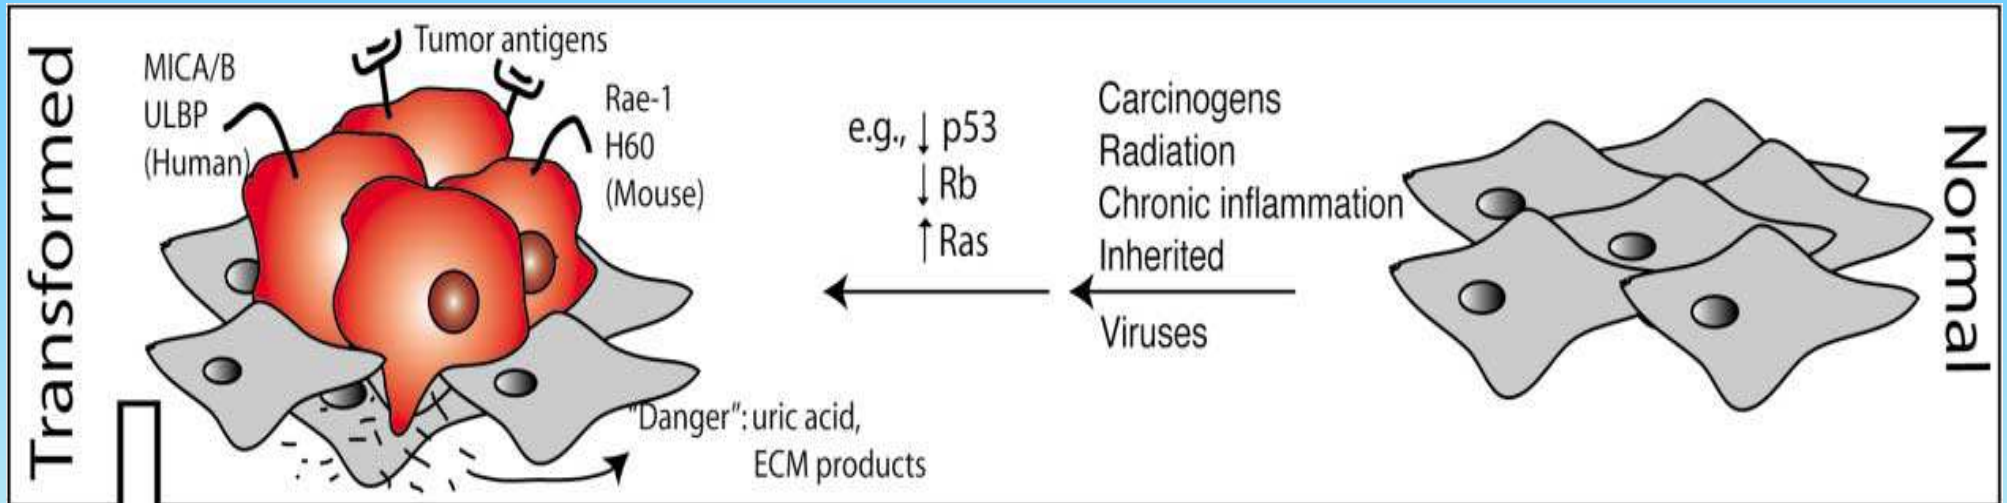 Transformed
MICA/B
ULBP
(Human)
Tumor antigens
Rae-1
H60
(Mouse)
"Danger": uric acid,
ECM products
e.g., ↓ p53
↓ Rb
↑ Ras
Carcinogens
Radiation
Chronic inflammation
Inherited
Viruses
Normal